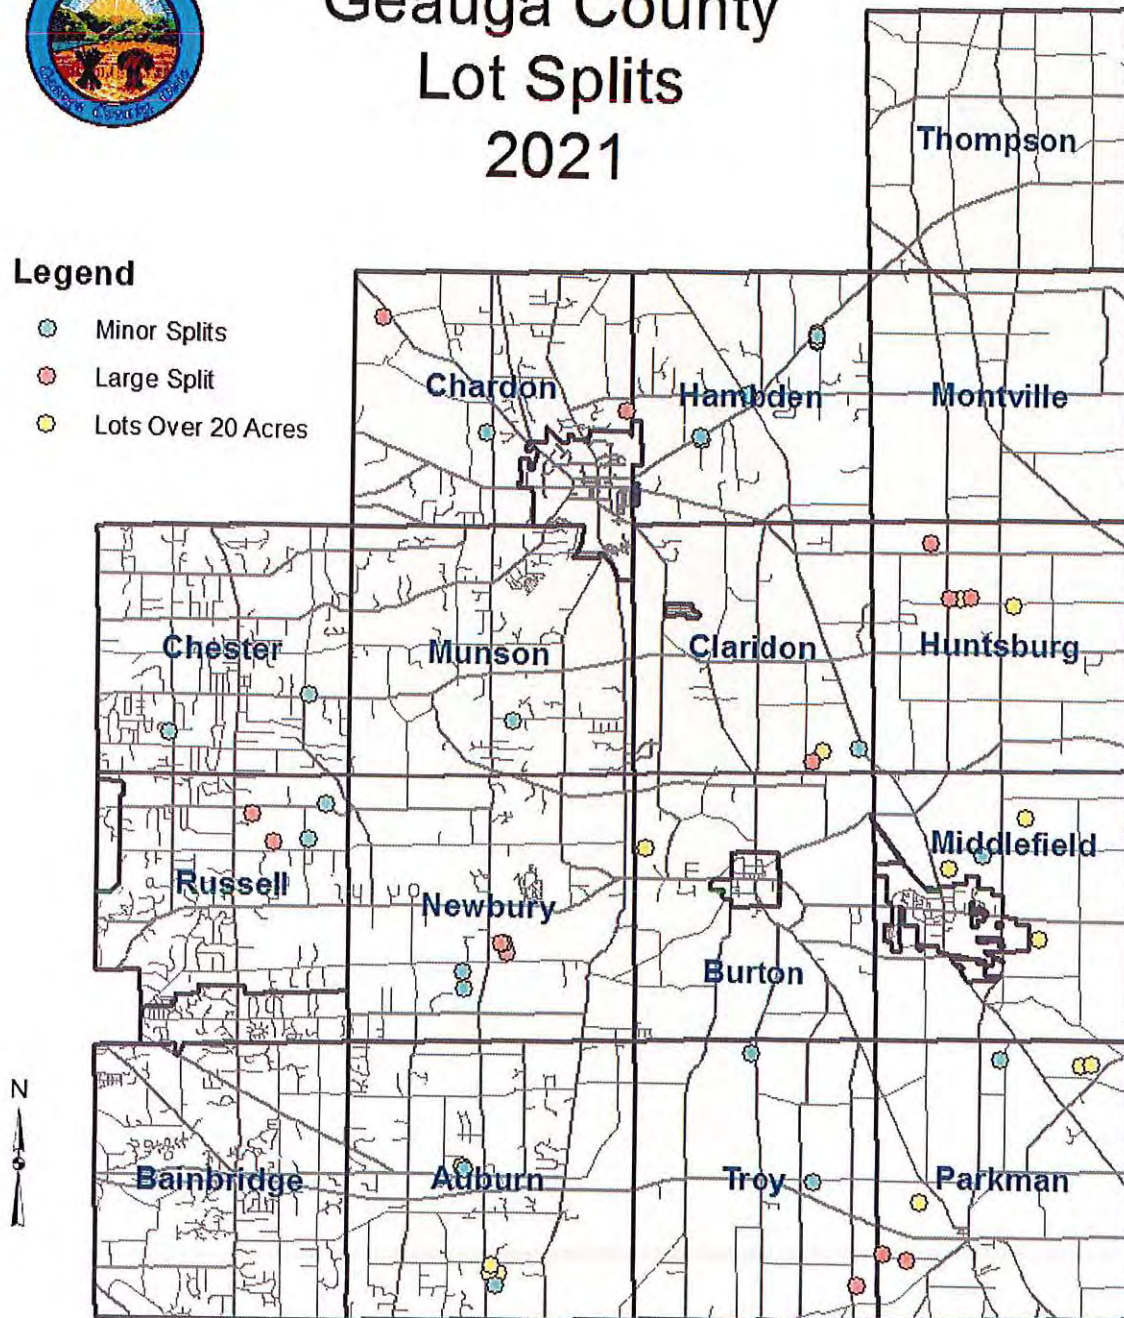 Geauga County
Lot Splits
2021
Thompson
Legend
Minor Splits
Large Split
Lots Over 20 Acres
Chardon
Hambden
Montville
Chester
Munson
Claridon
Huntsburg
Middlefield
Russell
Newbury
Burton
N
Bainbridge
Auburn
Troy
Parkman